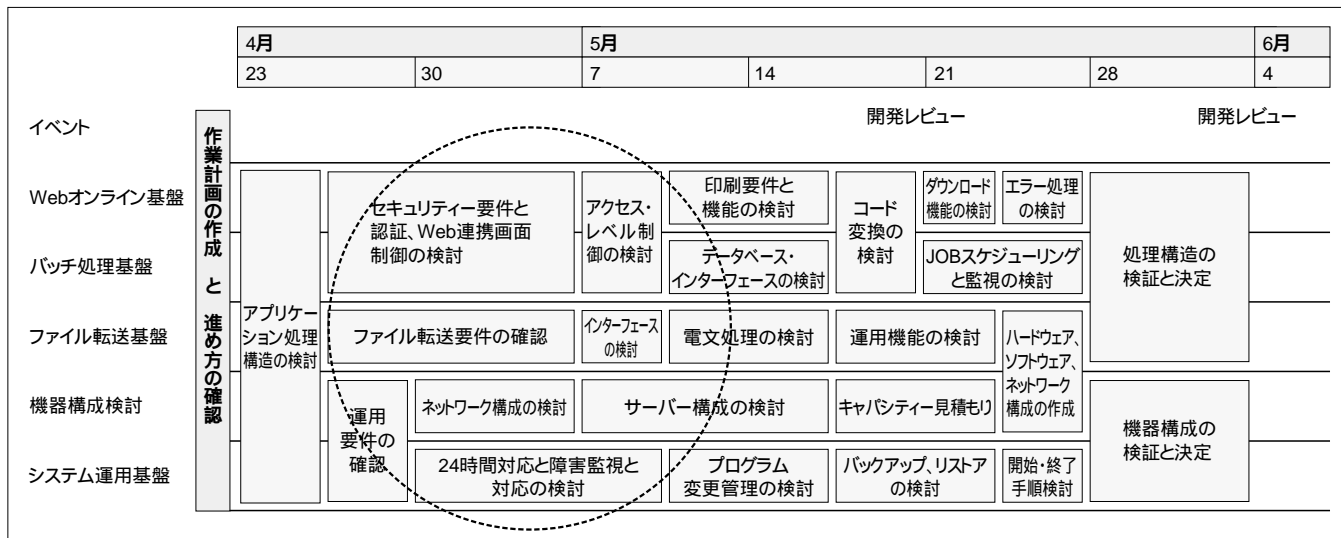 4月 5月 6月
23 30 7 14 21 28 4
イベント
開発レビュー 開発レビュー
作業計画の作成 と 進め方の確認
Webオンライン基盤
バッチ処理基盤
ファイル転送基盤
機器構成検討
システム運用基盤
アプリケー
ション処理
構造の検討
セキュリティー要件と
認証、Web連携画面
制御の検討
アクセス・
レベル制
御の検討
印刷要件と
機能の検討
データベース・
インターフェースの検討
コード
変換の
検討
ダウンロード
機能の検討
エラー処理
の検討
JOBスケジューリング
と監視の検討
処理構造の
検証と決定
ファイル転送要件の確認
インターフェース
の検討
電文処理の検討
運用機能の検討
ハードウェア、
ソフトウェア、
ネットワーク
構成の作成
運用
要件の
確認
ネットワーク構成の検討
サーバー構成の検討
キャパシティー見積もり
機器構成の
検証と決定
24時間対応と障害監視と
対応の検討
プログラム
変更管理の検討
バックアップ、リストア
の検討
開始・終了
手順検討